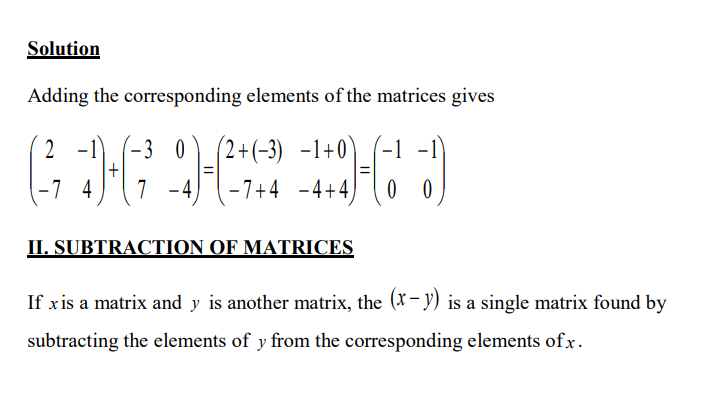 Solution
Adding the corresponding elements of the matrices gives
( 2 −1 ) + ( −3 0 ) = ( 2+(−3) −1+0 ) = ( −1 −1 )
( −7 4 ) ( 7 −4 ) ( −7+4 −4+4 ) ( 0 0 )
II. SUBTRACTION OF MATRICES
If x is a matrix and y is another matrix, the (x−y) is a single matrix found by
subtracting the elements of y from the corresponding elements of x.